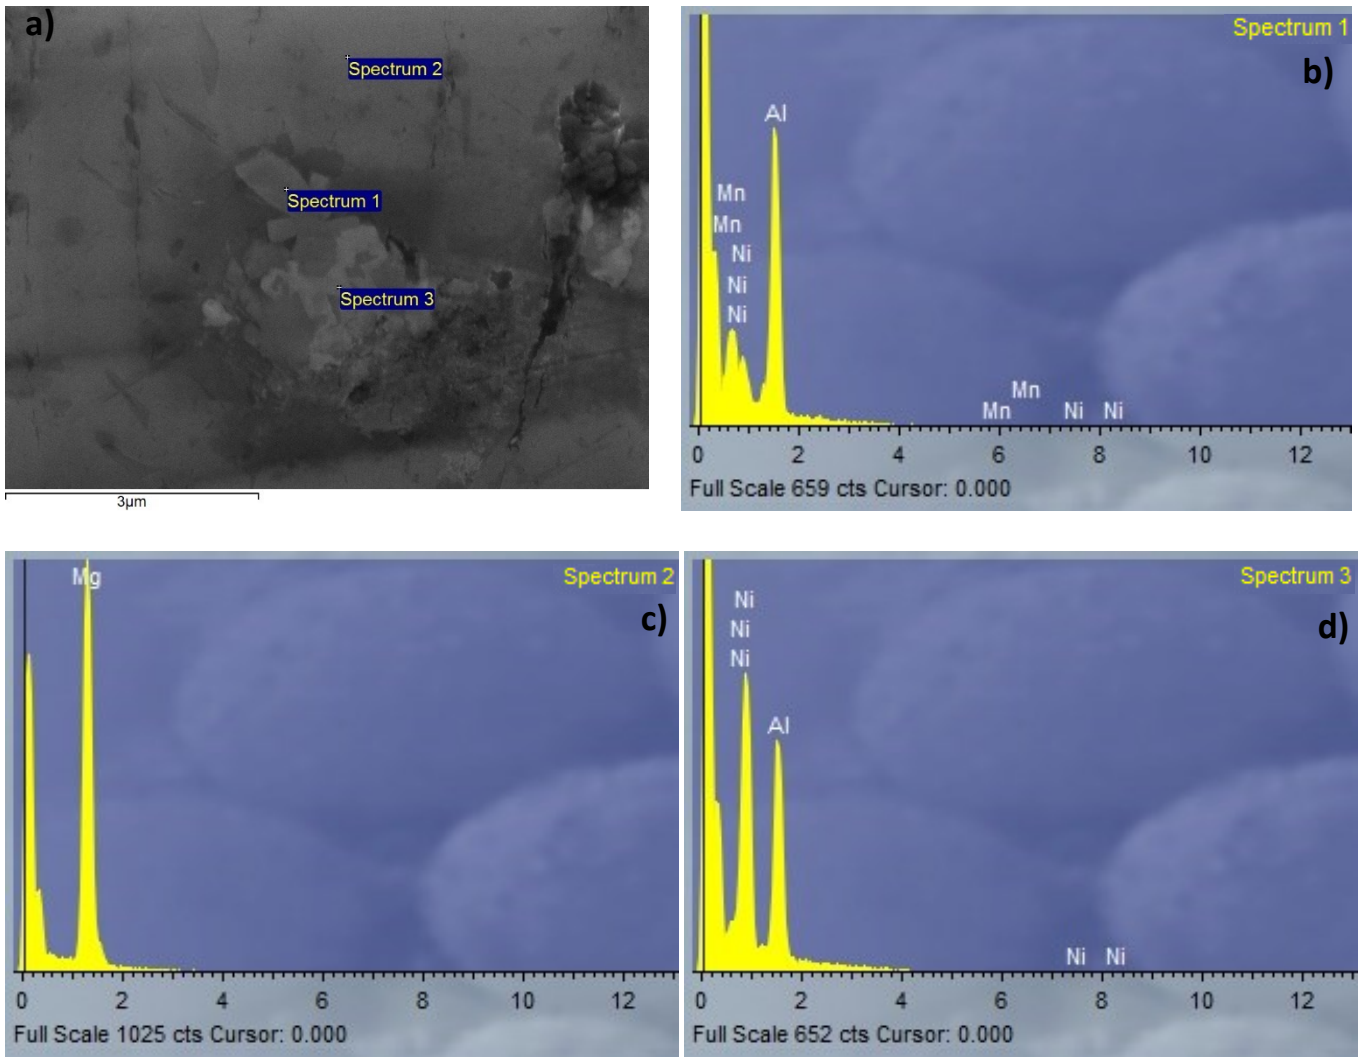 a)
Spectrum 2
Spectrum 1
Spectrum 3
3µm
Spectrum 1
b)
Al
Mn
Mn
Ni
Ni
Ni
Mn
Mn
Ni
Ni
0 2 4 6 8 10 12
Full Scale 659 cts Cursor: 0.000
Mg
Spectrum 2
c)
0 2 4 6 8 10 12
Full Scale 1025 cts Cursor: 0.000
Spectrum 3
d)
Ni
Ni
Ni
Al
Ni
Ni
0 2 4 6 8 10 12
Full Scale 652 cts Cursor: 0.000